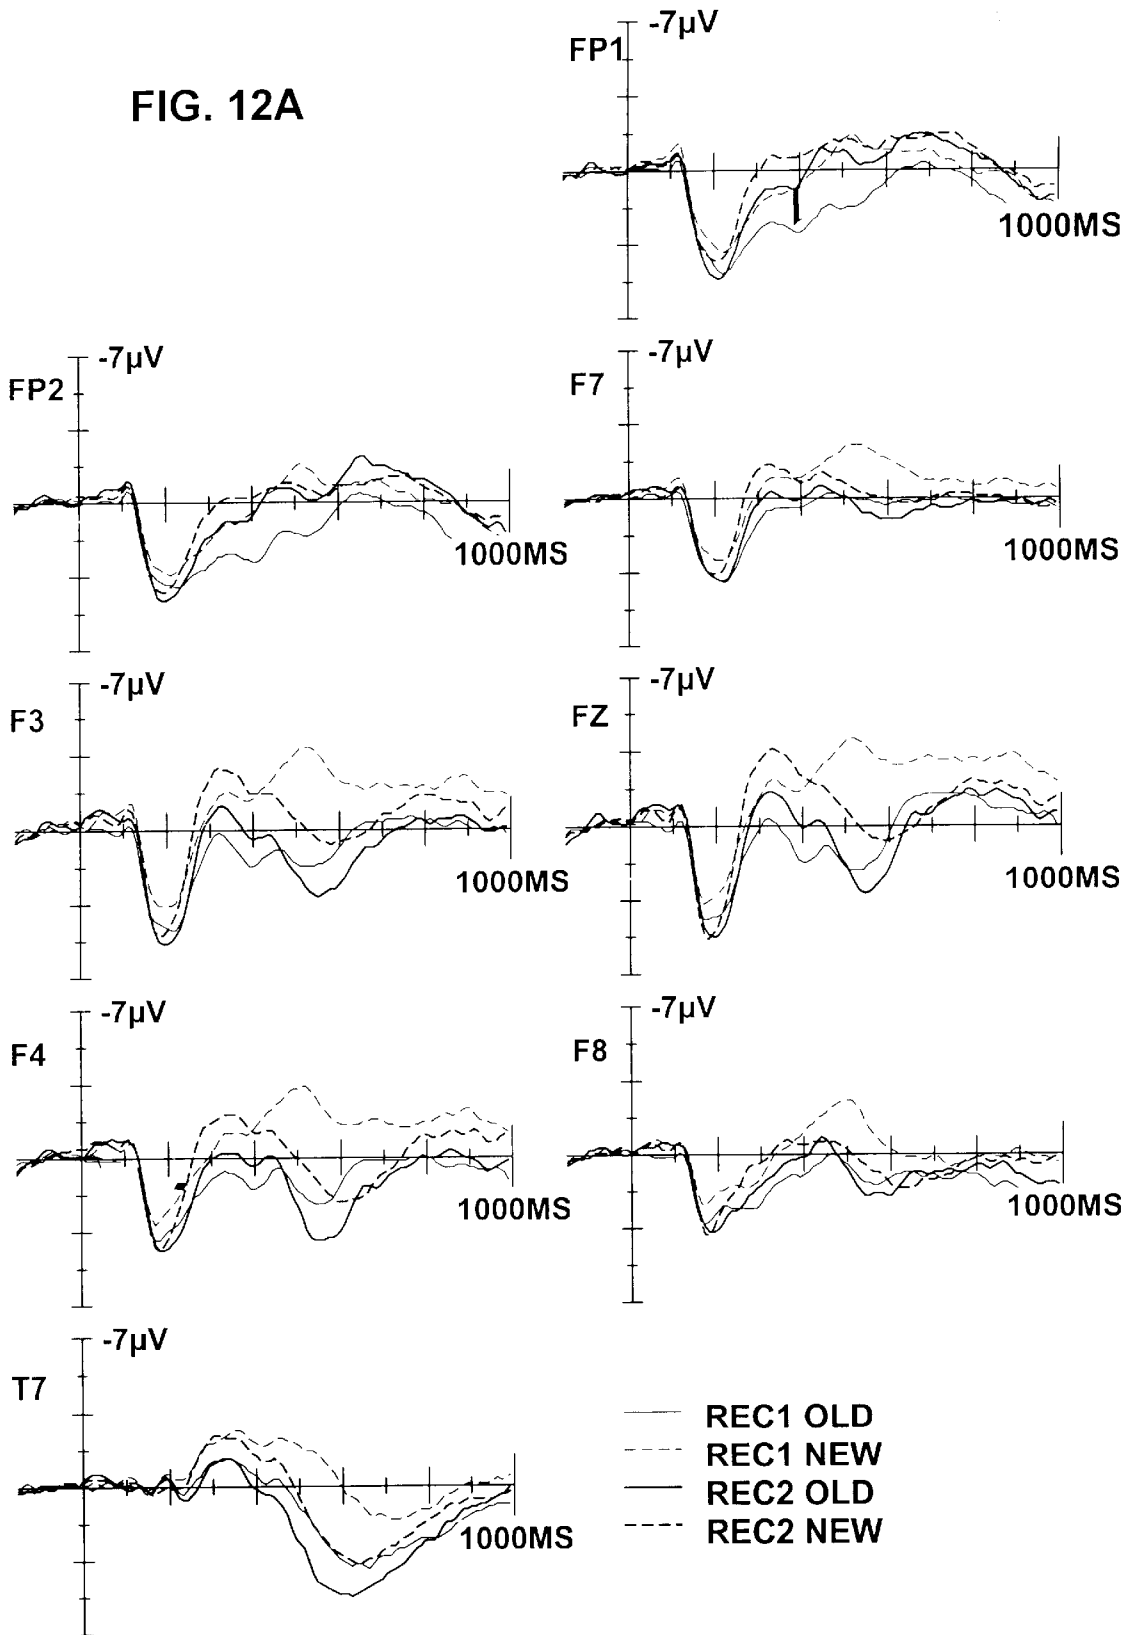 FIG. 12A
-7µV
FP1
1000MS
-7µV
FP2
1000MS
-7µV
F7
1000MS
-7µV
F3
1000MS
-7µV
FZ
1000MS
-7µV
F4
1000MS
-7µV
F8
1000MS
-7µV
T7
1000MS
REC1 OLD
REC1 NEW
REC2 OLD
REC2 NEW